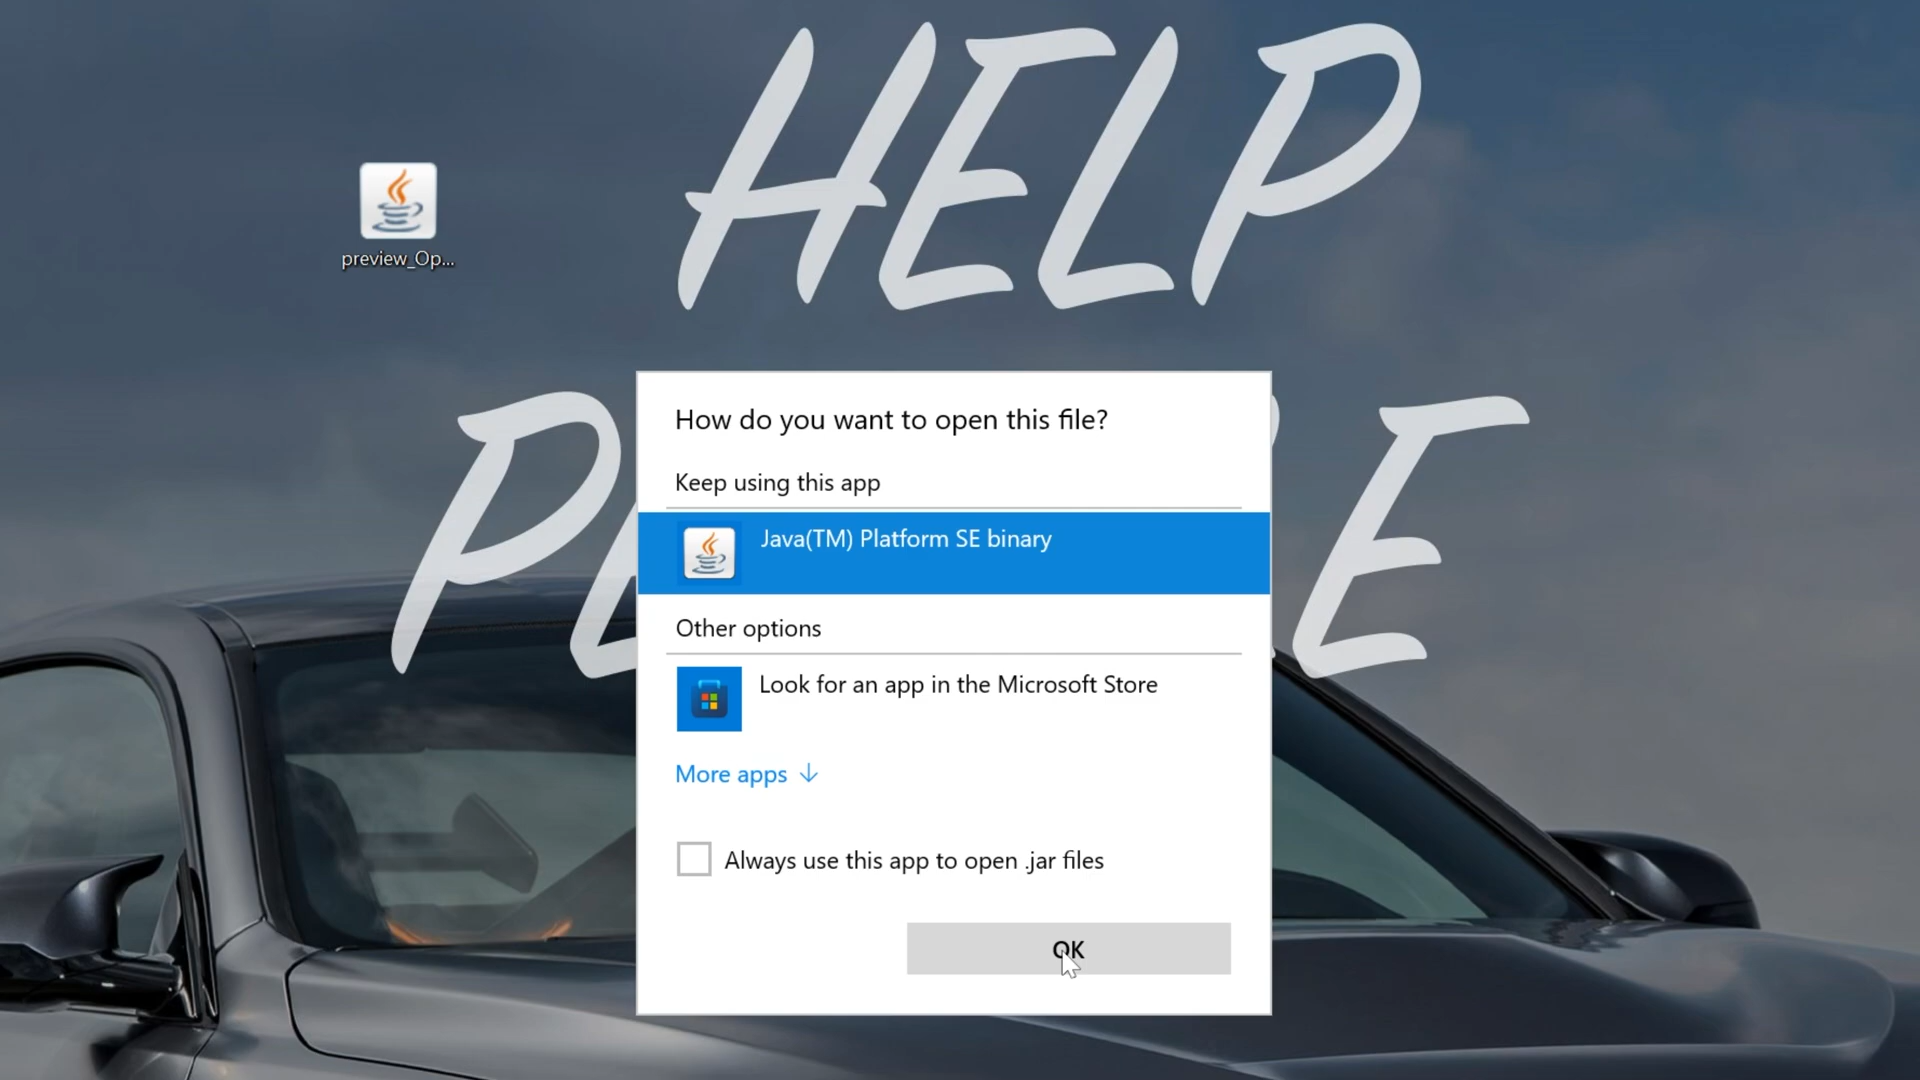 HELP
preview_Op...
How do you want to open this file?
Keep using this app
Java(TM) Platform SE binary
Other options
Look for an app in the Microsoft Store
More apps
Always use this app to open .jar files
OK